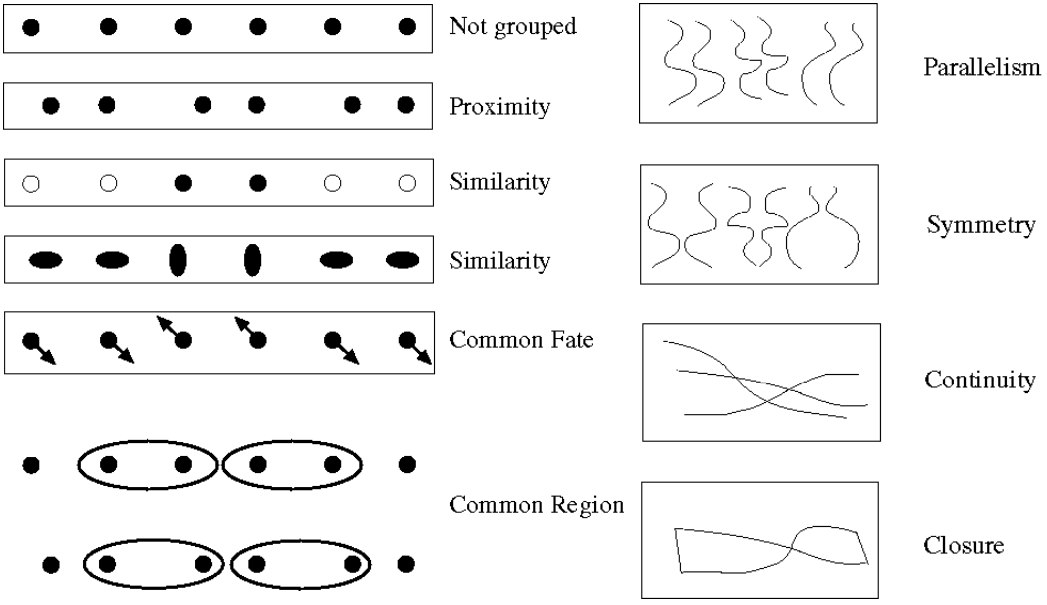 Not grouped
Proximity
Similarity
Similarity
Common Fate
Common Region
Parallelism
Symmetry
Continuity
Closure